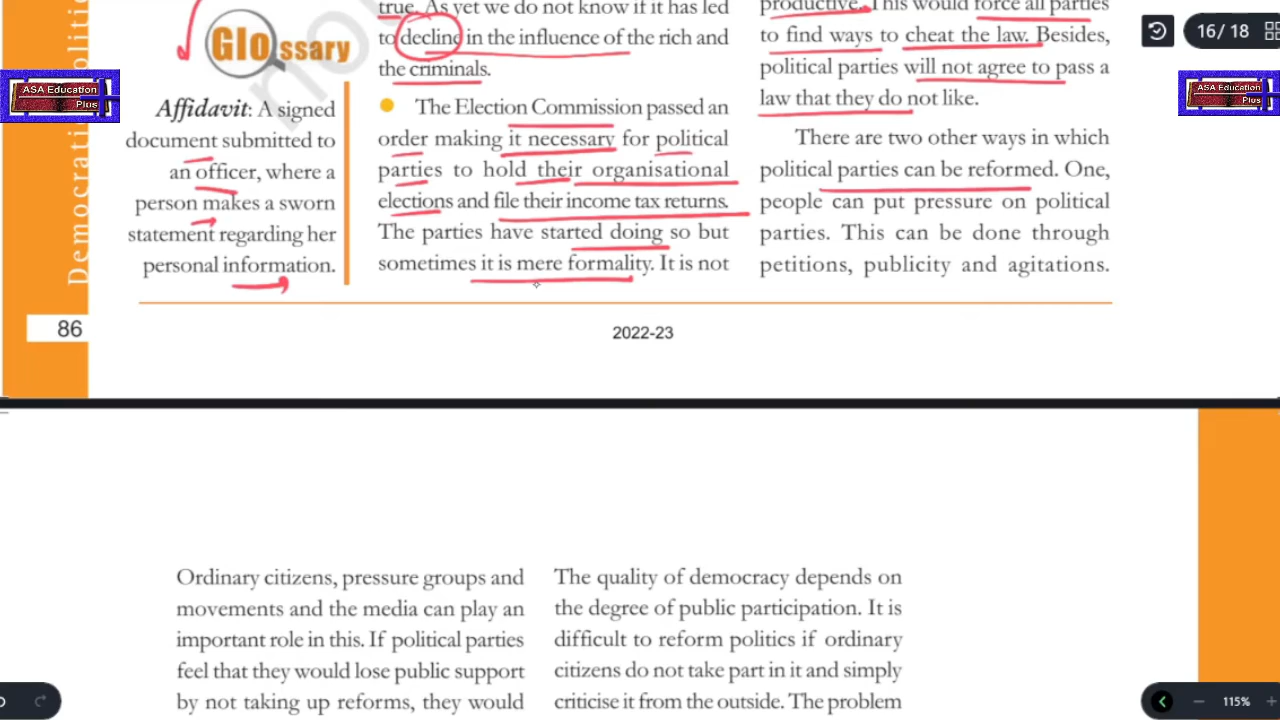 Democratic Politi
Glossary
Affidavit: A signed
document submitted to
an officer, where a
person makes a sworn
statement regarding her
personal information.
86
true. As yet we do not know if it has led
to decline in the influence of the rich and
the criminals.
The Election Commission passed an
order making it necessary for political
parties to hold their organisational
elections and file their income tax returns.
The parties have started doing so but
sometimes it is mere formality. It is not
productive. This would force all parties
to find ways to cheat the law. Besides,
political parties will not agree to pass a
law that they do not like.
There are two other ways in which
political parties can be reformed. One,
people can put pressure on political
parties. This can be done through
petitions, publicity and agitations.
2022-23
Ordinary citizens, pressure groups and
movements and the media can play an
important role in this. If political parties
feel that they would lose public support
by not taking up reforms, they would
The quality of democracy depends on
the degree of public participation. It is
difficult to reform politics if ordinary
citizens do not take part in it and simply
criticise it from the outside. The problem
ASA Education
Plus
ASA Education
Plus
16/ 18
115%